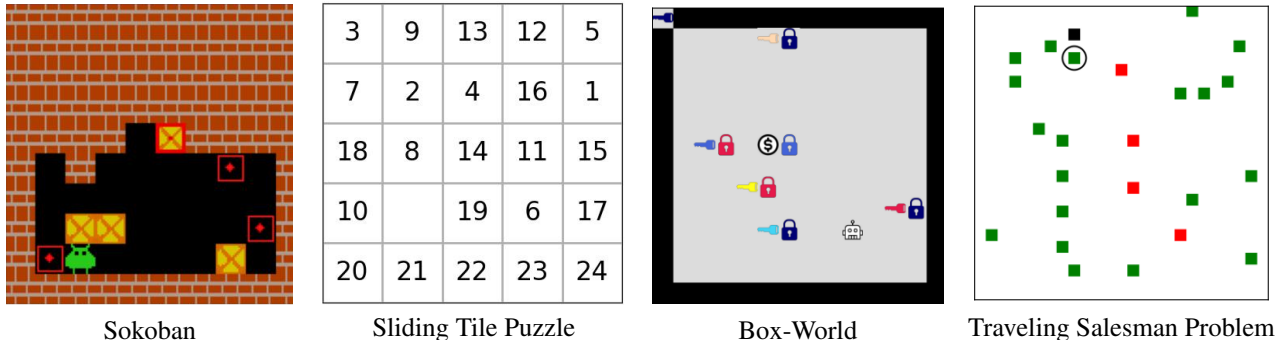 3 9 13 12 5
7 2 4 16 1
18 8 14 11 15
10 19 6 17
20 21 22 23 24
$
Sokoban
Sliding Tile Puzzle
Box-World
Traveling Salesman Problem